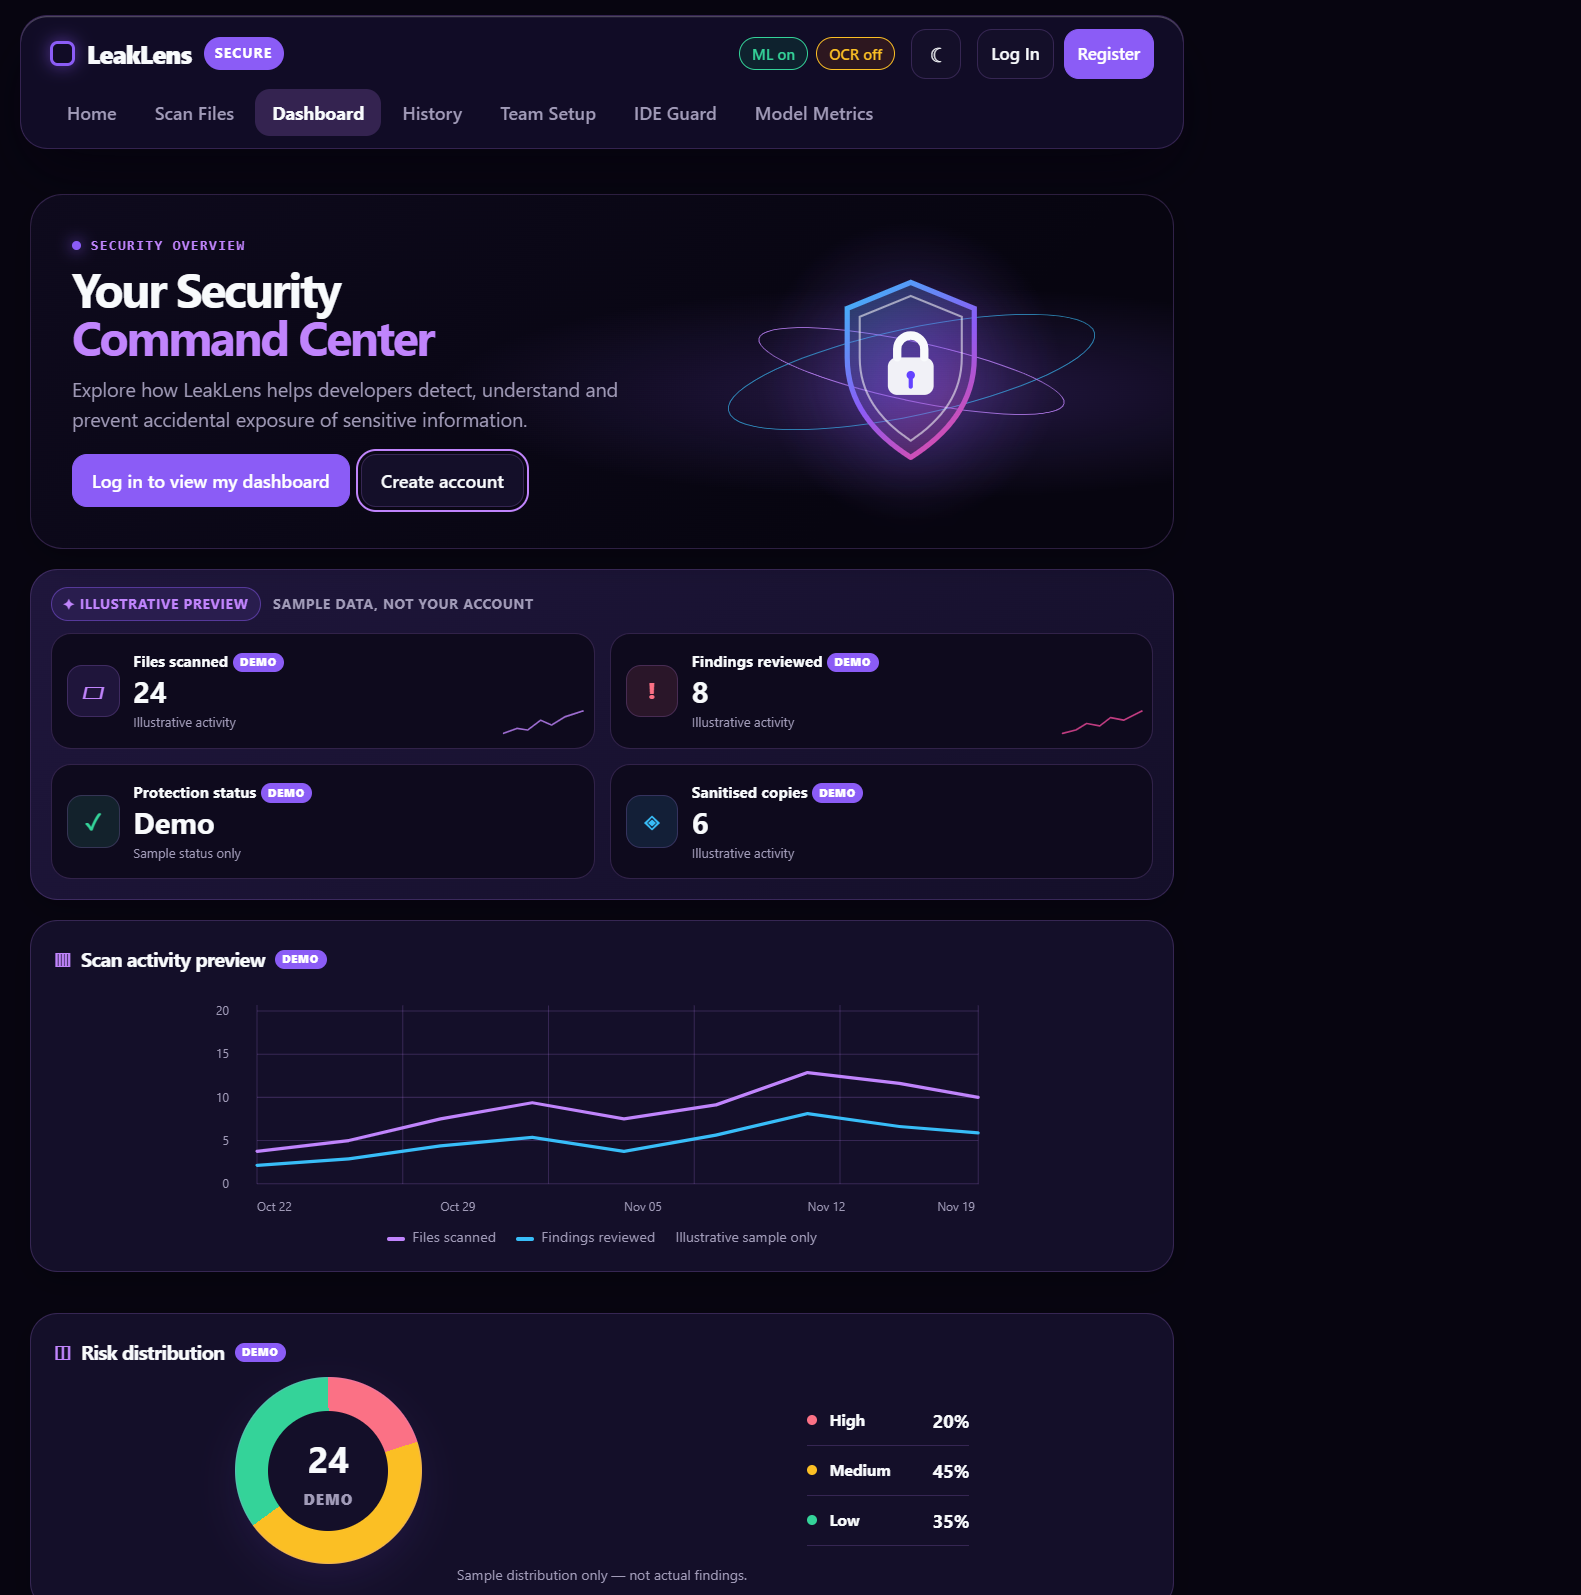 LeakLens SECURE ML on OCR off Log In Register
Home Scan Files Dashboard History Team Setup IDE Guard Model Metrics
SECURITY OVERVIEW
Your Security
Command Center
Explore how LeakLens helps developers detect, understand and
prevent accidental exposure of sensitive information.
Log in to view my dashboard Create account
ILLUSTRATIVE PREVIEW SAMPLE DATA, NOT YOUR ACCOUNT
Files scanned DEMO
24
Illustrative activity
!
Findings reviewed DEMO
8
Illustrative activity
Protection status DEMO
Demo
Sample status only
Sanitised copies DEMO
6
Illustrative activity
Scan activity preview DEMO
20
15
10
5
0
Oct 22 Oct 29 Nov 05 Nov 12 Nov 19
Files scanned Findings reviewed Illustrative sample only
Risk distribution DEMO
24
DEMO
High 20%
Medium 45%
Low 35%
Sample distribution only — not actual findings.